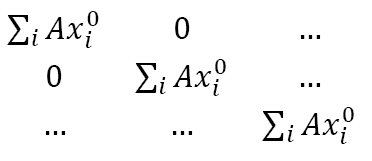 ∑ᵢ Axᵢ⁰ 0 ...
0 ∑ᵢ Axᵢ⁰ ...
... ... ∑ᵢ Axᵢ⁰